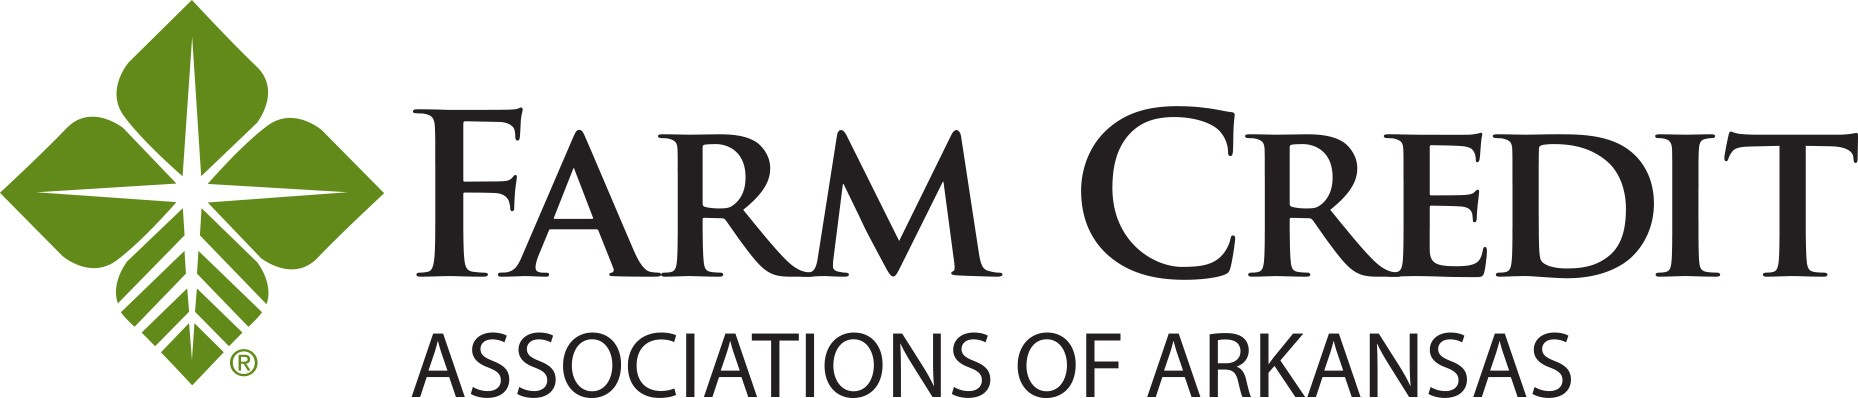 FARM CREDIT
ASSOCIATIONS OF ARKANSAS
®